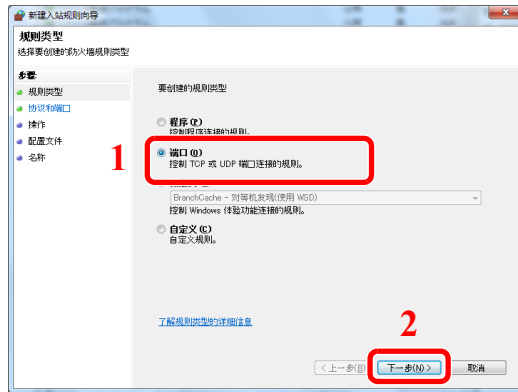 新建入站规则向导
规则类型
选择要创建的防火墙规则类型
步骤:
规则类型
协议和端口
操作
配置文件
名称
要创建的规则类型
程序(P)
控制程序连接的规则。
1
端口(O)
控制 TCP 或 UDP 端口连接的规则。
BranchCache - 对等机发现(使用 WSD)
控制 Windows 体验功能连接的规则。
自定义(C)
自定义规则。
了解规则类型的详细信息
2
<上一步(B)
下一步(N) >
取消